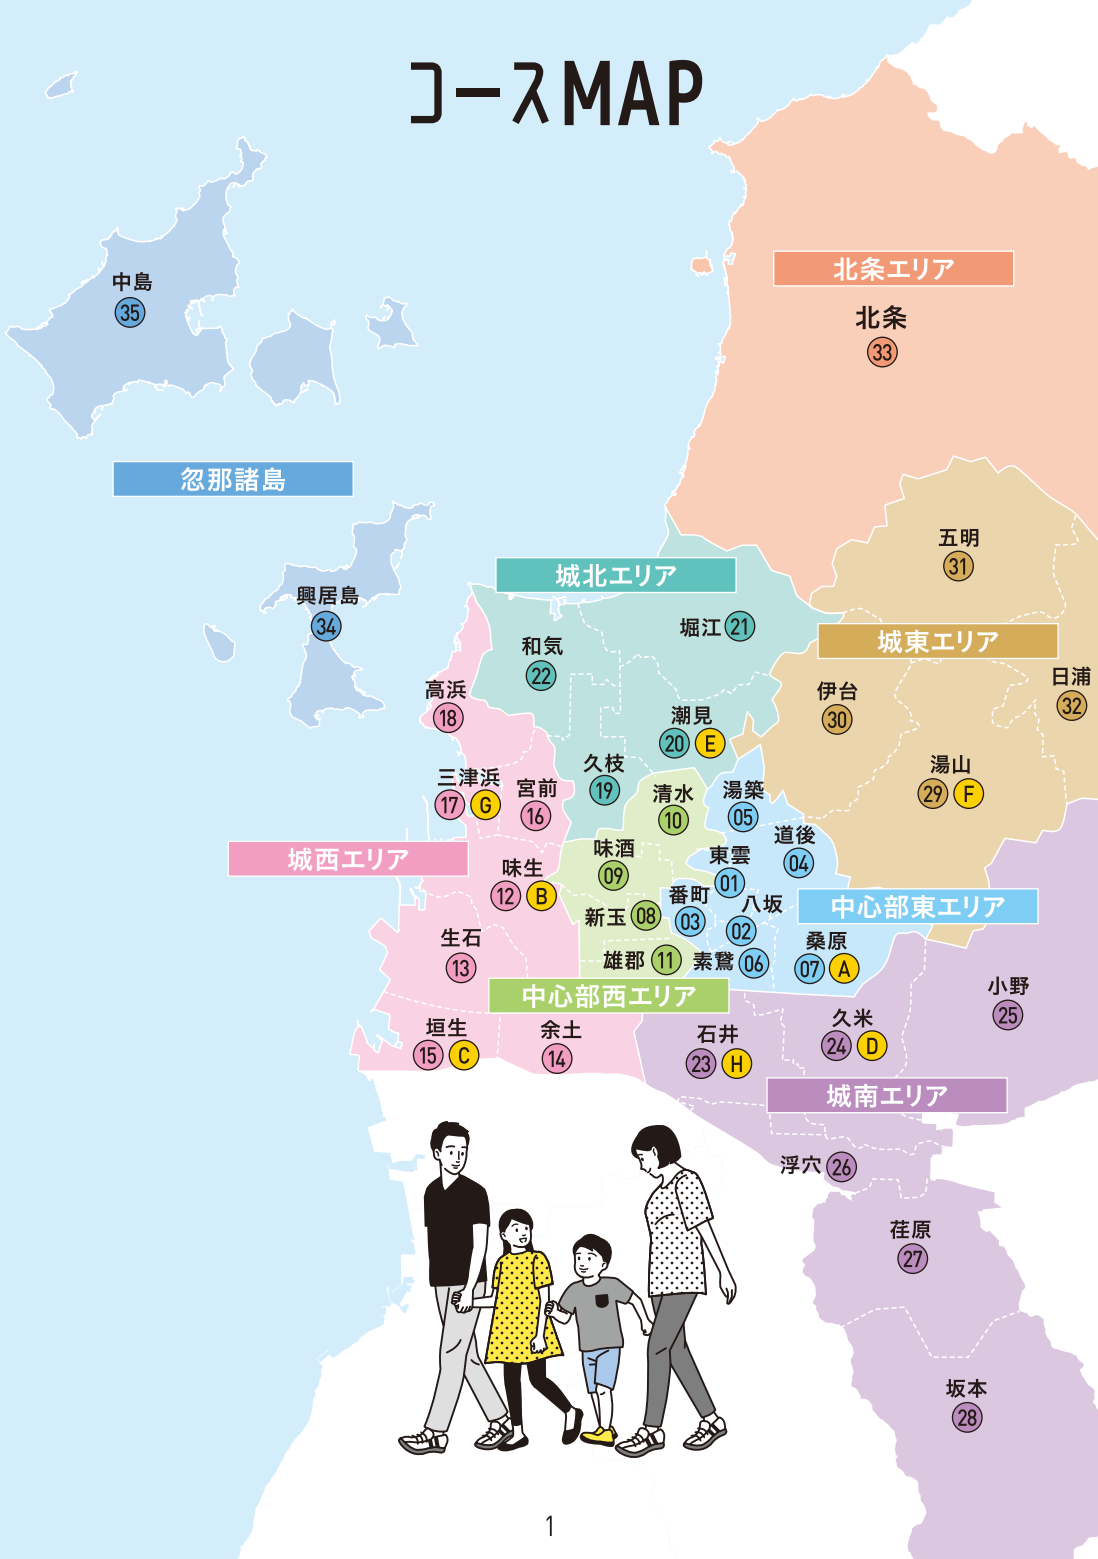 コースMAP
北条エリア
北条
33
中島
35
忽那諸島
興居島
34
五明
31
城北エリア
堀江 21
城東エリア
和気
22
日浦
32
高浜
18
伊台
30
潮見
20 E
久枝
19
湯山
29 F
三津浜
17 G
宮前
16
清水
10
湯築
05
道後
04
城西エリア
味酒
09
東雲
01
味生
12 B
番町
03
八坂
02
中心部東エリア
新玉 08
生石
13
雄郡 11
素鵞 06
桑原
07 A
中心部西エリア
小野
25
垣生
15 C
余土
14
石井
23 H
久米
24 D
城南エリア
浮穴 26
荏原
27
坂本
28
1